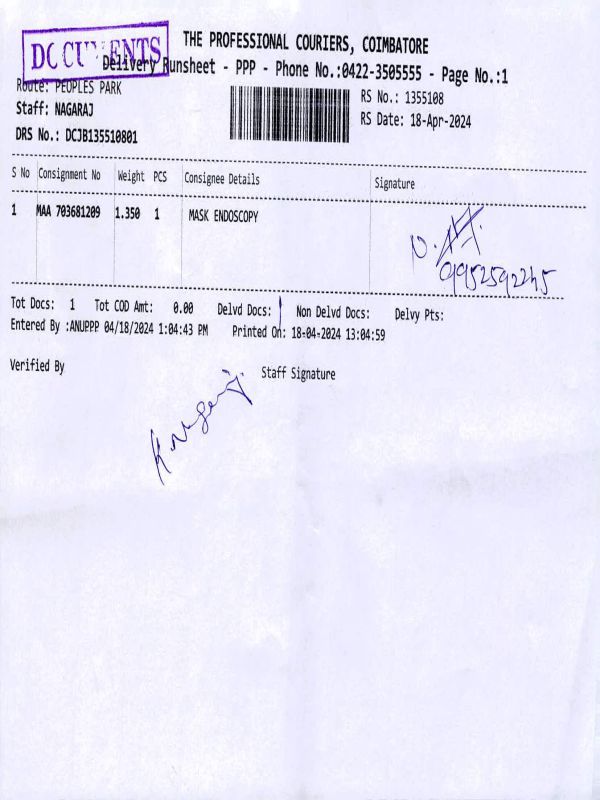 DOCUMENTS
THE PROFESSIONAL COURIERS, COIMBATORE
Delivery Runsheet - PPP - Phone No.:0422-3505555 - Page No.:1
Route: PEOPLES PARK
RS No.: 1355108
Staff: NAGARAJ
RS Date: 18-Apr-2024
DRS No.: DCJB135510801
S No Consignment No Weight PCS Consignee Details Signature
1 MAA 703681209 1.350 1 MASK ENDOSCOPY
9952592245
Tot Docs: 1 Tot COD Amt: 0.00 Delvd Docs: Non Delvd Docs: Delvy Pts:
Entered By :ANUPPP 04/18/2024 1:04:43 PM Printed On: 18-04-2024 13:04:59
Verified By Staff Signature